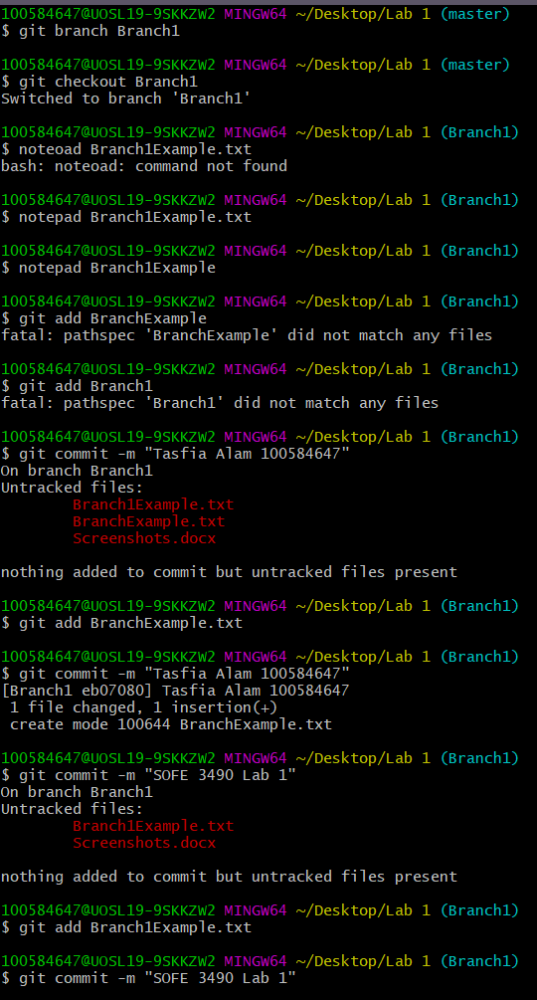 100584647@UOSL19-9SKKZW2 MINGW64 ~/Desktop/Lab 1 (master)
$ git branch Branch1
100584647@UOSL19-9SKKZW2 MINGW64 ~/Desktop/Lab 1 (master)
$ git checkout Branch1
Switched to branch 'Branch1'
100584647@UOSL19-9SKKZW2 MINGW64 ~/Desktop/Lab 1 (Branch1)
$ noteoad Branch1Example.txt
bash: noteoad: command not found
100584647@UOSL19-9SKKZW2 MINGW64 ~/Desktop/Lab 1 (Branch1)
$ notepad Branch1Example.txt
100584647@UOSL19-9SKKZW2 MINGW64 ~/Desktop/Lab 1 (Branch1)
$ notepad Branch1Example
100584647@UOSL19-9SKKZW2 MINGW64 ~/Desktop/Lab 1 (Branch1)
$ git add BranchExample
fatal: pathspec 'BranchExample' did not match any files
100584647@UOSL19-9SKKZW2 MINGW64 ~/Desktop/Lab 1 (Branch1)
$ git add Branch1
fatal: pathspec 'Branch1' did not match any files
100584647@UOSL19-9SKKZW2 MINGW64 ~/Desktop/Lab 1 (Branch1)
$ git commit -m "Tasfia Alam 100584647"
On branch Branch1
Untracked files:
Branch1Example.txt
BranchExample.txt
Screenshots.docx
nothing added to commit but untracked files present
100584647@UOSL19-9SKKZW2 MINGW64 ~/Desktop/Lab 1 (Branch1)
$ git add BranchExample.txt
100584647@UOSL19-9SKKZW2 MINGW64 ~/Desktop/Lab 1 (Branch1)
$ git commit -m "Tasfia Alam 100584647"
[Branch1 eb07080] Tasfia Alam 100584647
1 file changed, 1 insertion(+)
create mode 100644 BranchExample.txt
100584647@UOSL19-9SKKZW2 MINGW64 ~/Desktop/Lab 1 (Branch1)
$ git commit -m "SOFE 3490 Lab 1"
On branch Branch1
Untracked files:
Branch1Example.txt
Screenshots.docx
nothing added to commit but untracked files present
100584647@UOSL19-9SKKZW2 MINGW64 ~/Desktop/Lab 1 (Branch1)
$ git add Branch1Example.txt
100584647@UOSL19-9SKKZW2 MINGW64 ~/Desktop/Lab 1 (Branch1)
$ git commit -m "SOFE 3490 Lab 1"